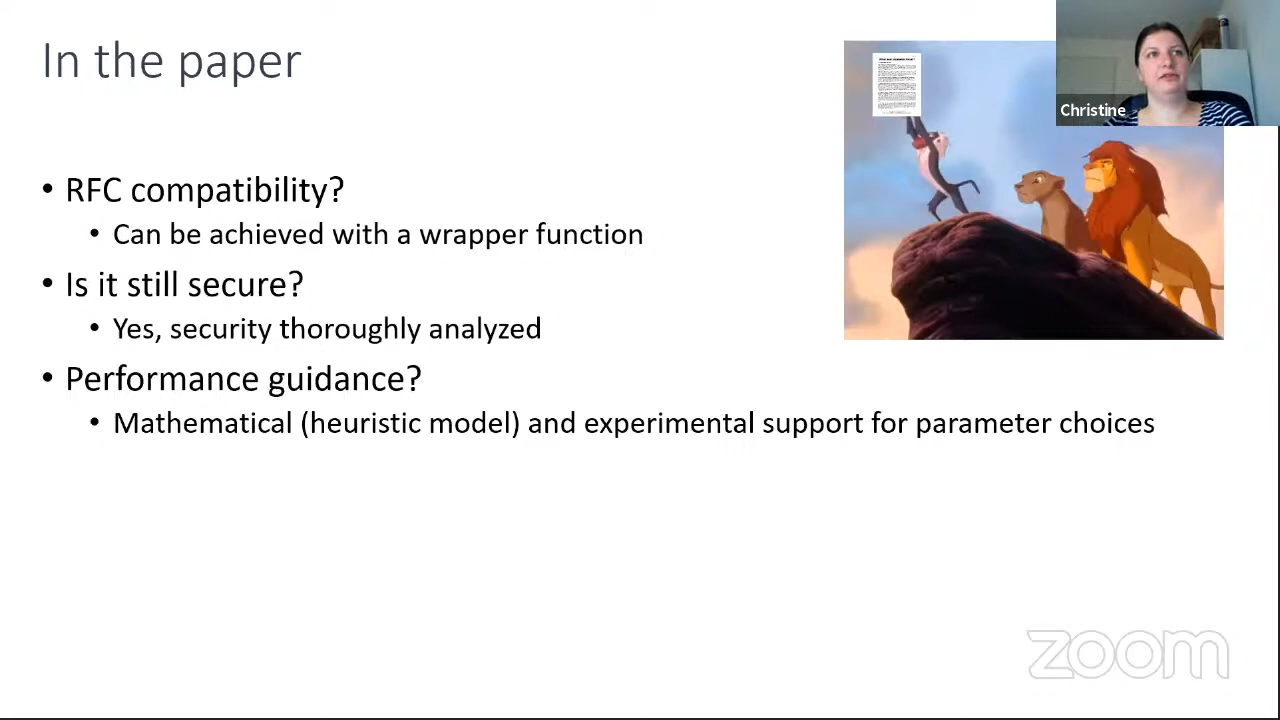 In the paper
Christine
• RFC compatibility?
• Can be achieved with a wrapper function
• Is it still secure?
• Yes, security thoroughly analyzed
• Performance guidance?
• Mathematical (heuristic model) and experimental support for parameter choices
zoom